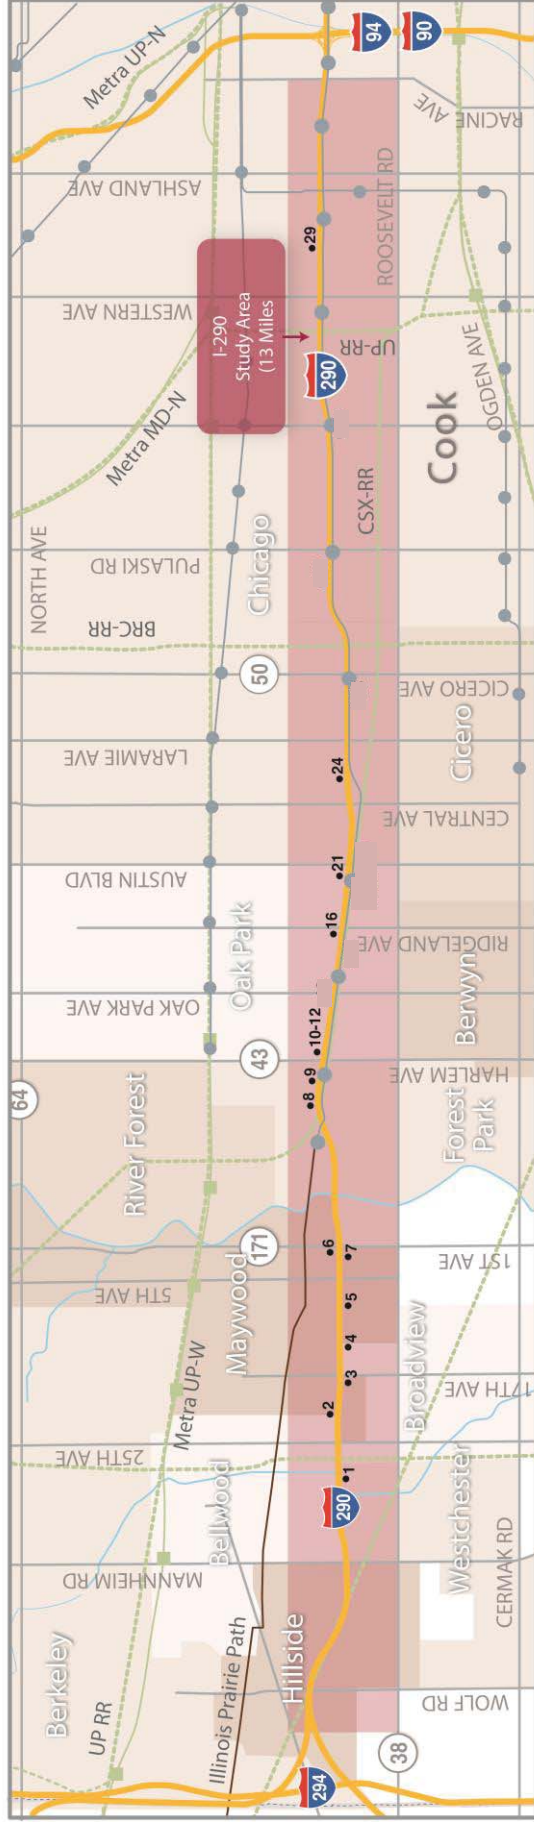 94
90
Metra UP-N
RACINE
AVE
ASHLAND AVE
ROOSEVELT RD
29
WESTERN AVE
I-290
Study Area
(13 Miles
UP-RR
290
OGDEN AVE
Metra MD-N
Cook
CSX-RR
NORTH AVE
PULASKI RD
Chicago
BRC-RR
50
CICERO AVE
LARAMIE AVE
Cicero
24
CENTRAL AVE
AUSTIN BLVD
21
16
RIDGELAND AVE
Oak Park
OAK PARK AVE
Berwyn
10-12
43
HARLEM AVE
64
9
8
River Forest
Forest
Park
171
6
7
1ST AVE
5TH AVE
Maywood
5
4
3
Broadview
17TH AVE
Metra UP-W
2
25TH AVE
1
290
Bellwood
Westchester
MANNHEIM RD
CERMAK RD
Berkeley
UP RR
Illinois Prairie Path
Hillside
WOLF RD
38
294